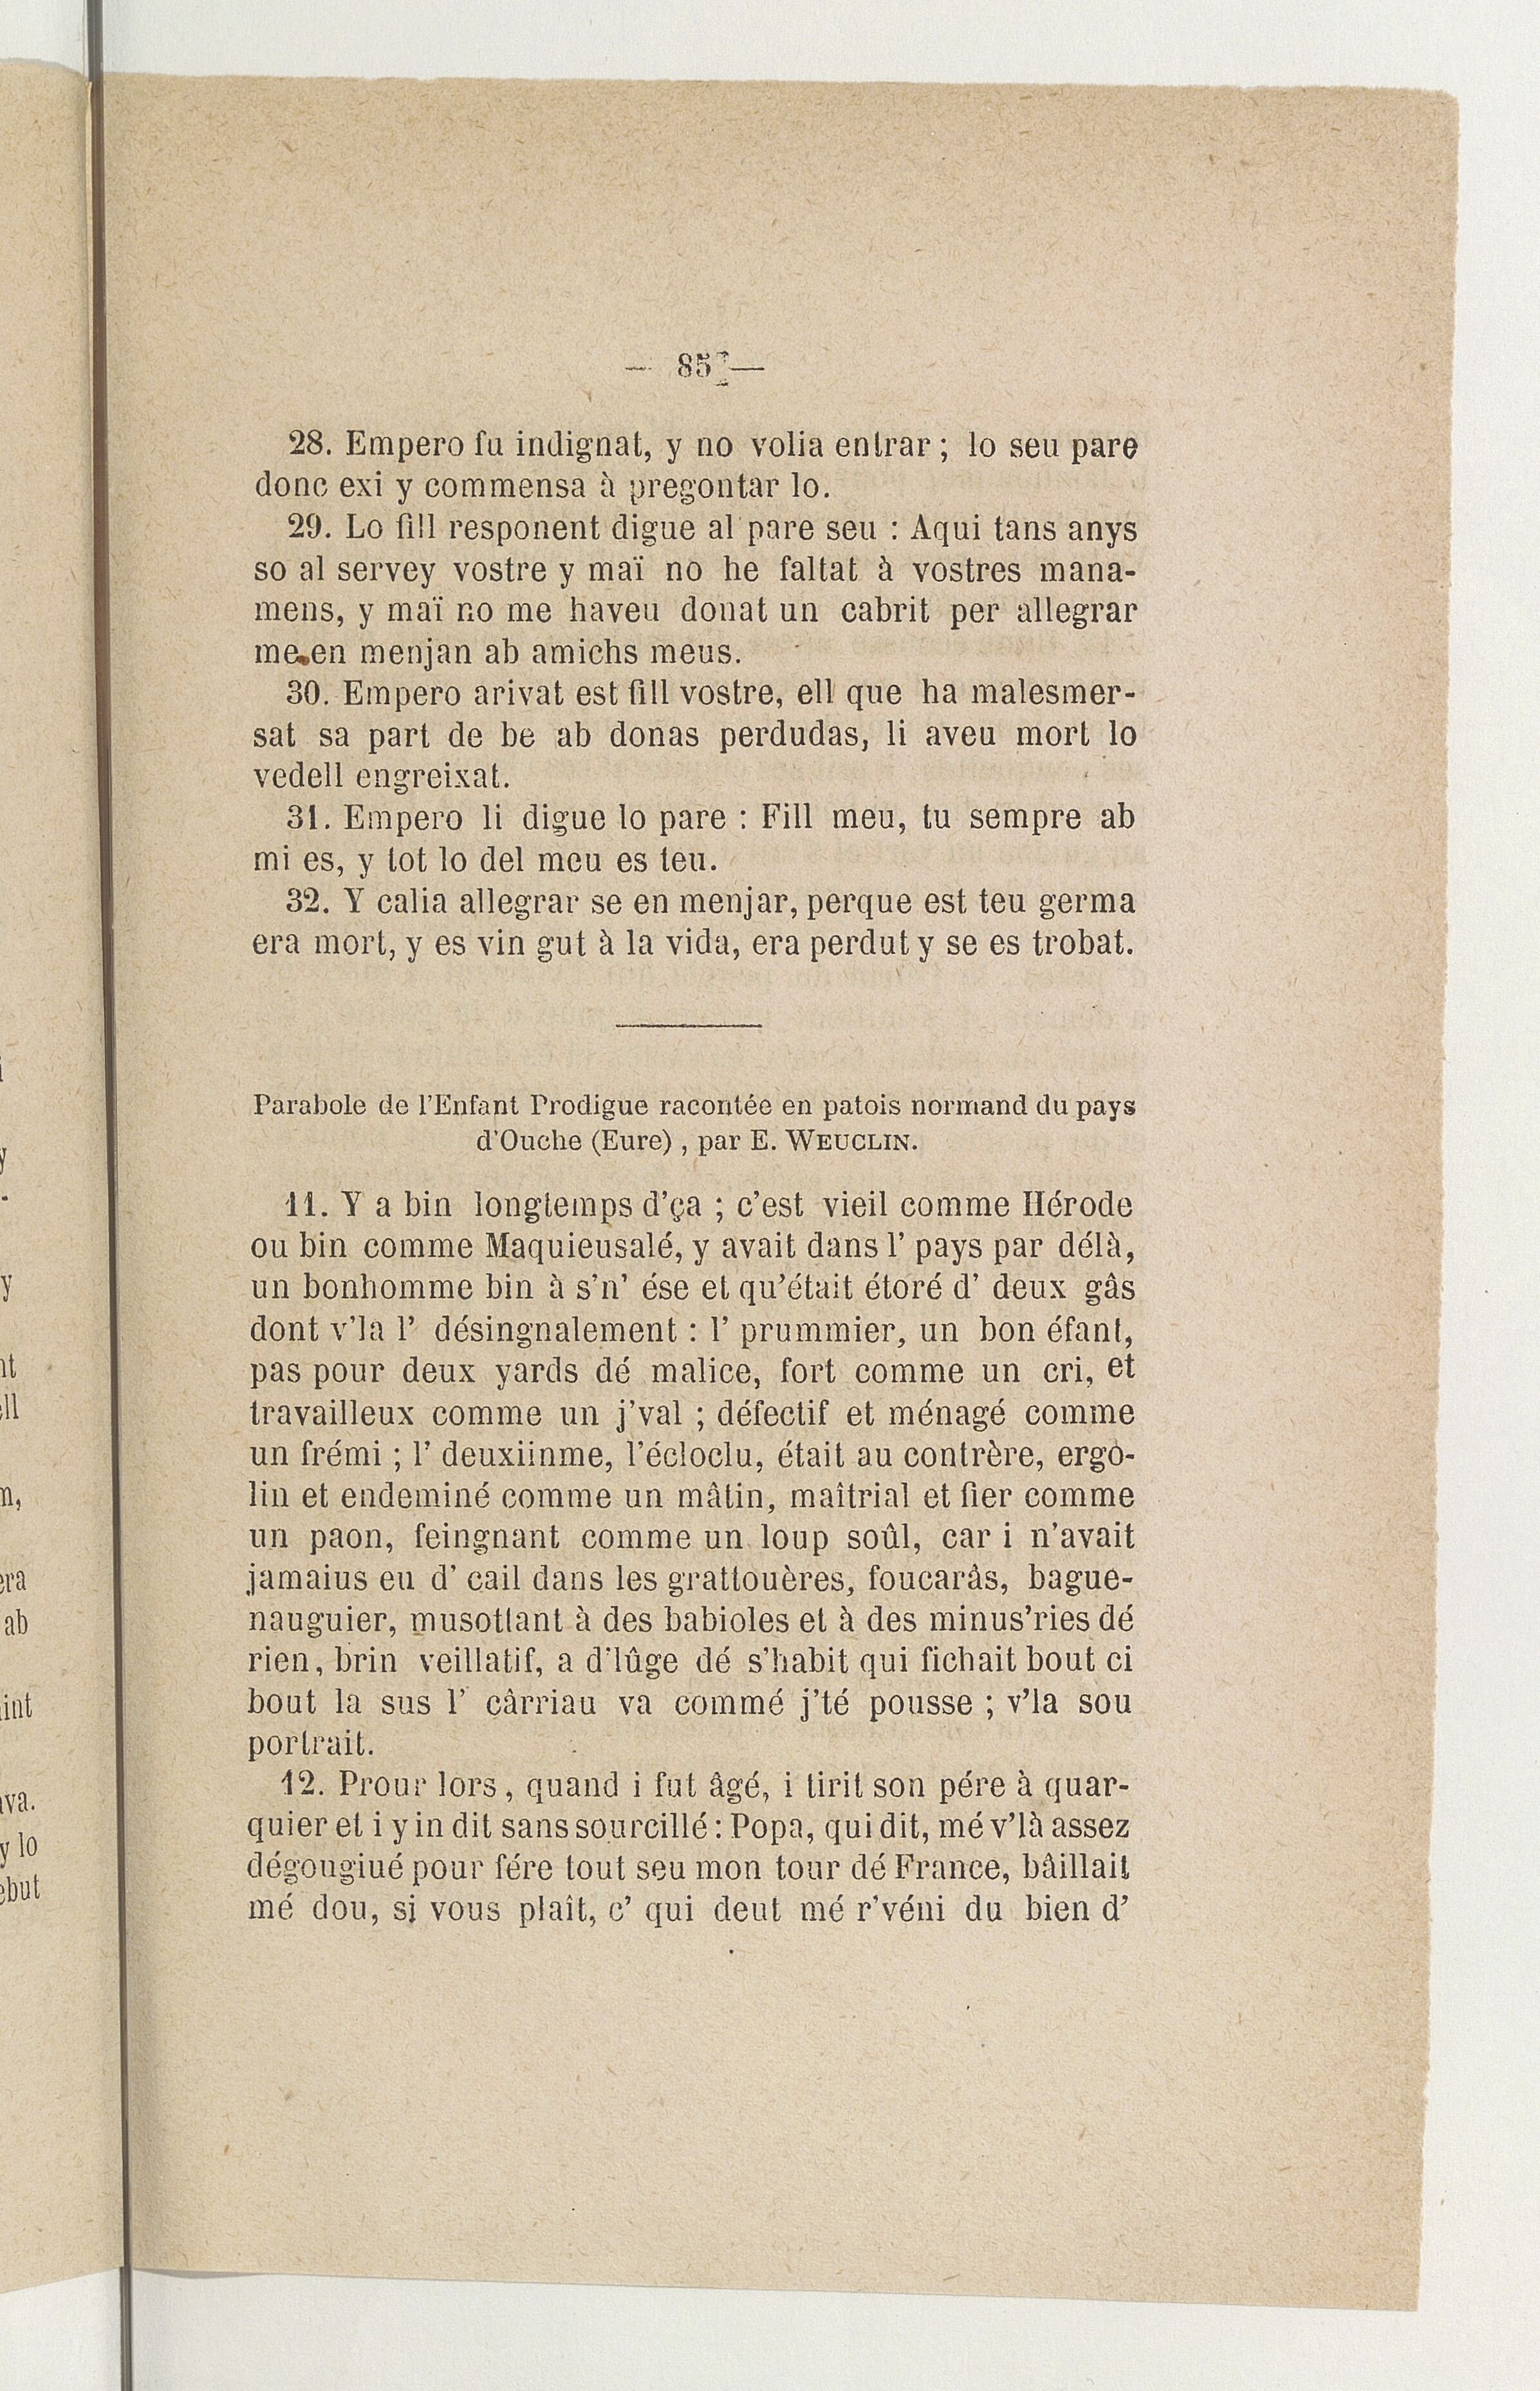 — 85 —
28. Empero fu indignat, y no volia entrar ; lo seu pare
donc exi y commensa à pregontar lo.
29. Lo fill responent digue al pare seu : Aqui tans anys
so al servey vostre y maï no he faltat à vostres mana-
mens, y maï no me haveu donat un cabrit per allegrar
me en menjan ab amichs meus.
30. Empero arivat est fill vostre, ell que ha malesmer-
sat sa part de be ab donas perdudas, li aveu mort lo
vedell engreixat.
31. Empero li digue lo pare : Fill meu, tu sempre ab
mi es, y tot lo del meu es teu.
32. Y calia allegrar se en menjar, perque est teu germa
era mort, y es vin gut à la vida, era perdut y se es trobat.
Parabole de l'Enfant Prodigue racontée en patois normand du pays
d'Ouche (Eure) , par E. WEUCLIN.
11. Y a bin longtemps d'ça ; c'est vieil comme Hérode
ou bin comme Maquieusalé, y avait dans l' pays par délà,
un bonhomme bin à s'n' ése et qu'était étoré d' deux gâs
dont v'la l' désingnalement : l' prummier, un bon éfant,
pas pour deux yards dé malice, fort comme un cri, et
travailleux comme un j'val ; défectif et ménagé comme
un frémi ; l' deuxiinme, l'écloclu, était au contrère, ergo-
lin et endeminé comme un mâtin, maîtrial et fier comme
un paon, feingnant comme un loup soûl, car i n'avait
jamaius eu d' cail dans les grattouères, foucarâs, bague-
nauguier, musottant à des babioles et à des minus'ries dé
rien, brin veillatif, a d'lûge dé s'habit qui fichait bout ci
bout la sus l' cârriau va commé j'té pousse ; v'la sou
portrait.
12. Prour lors, quand i fut âgé, i tirit son pére à quar-
quier et i y in dit sans sourcillé : Popa, qui dit, mé v'là assez
dégougiué pour fére tout seu mon tour dé France, bâillait
mé dou, si vous plaît, c' qui deut mé r'véni du bien d'